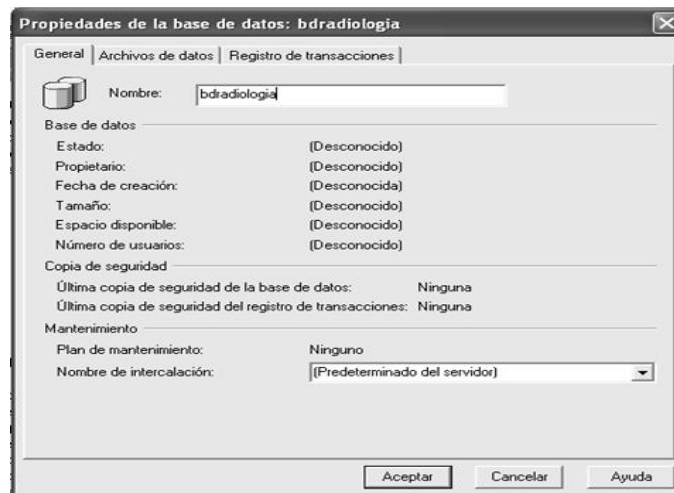 Propiedades de la base de datos: bdradiologia
General Archivos de datos Registro de transacciones
Nombre: bdradiologia
Base de datos
Estado: (Desconocido)
Propietario: (Desconocido)
Fecha de creación: (Desconocida)
Tamaño: (Desconocido)
Espacio disponible: (Desconocido)
Número de usuarios: (Desconocido)
Copia de seguridad
Última copia de seguridad de la base de datos: Ninguna
Última copia de seguridad del registro de transacciones: Ninguna
Mantenimiento
Plan de mantenimiento: Ninguno
Nombre de intercalación: (Predeterminado del servidor)
Aceptar Cancelar Ayuda